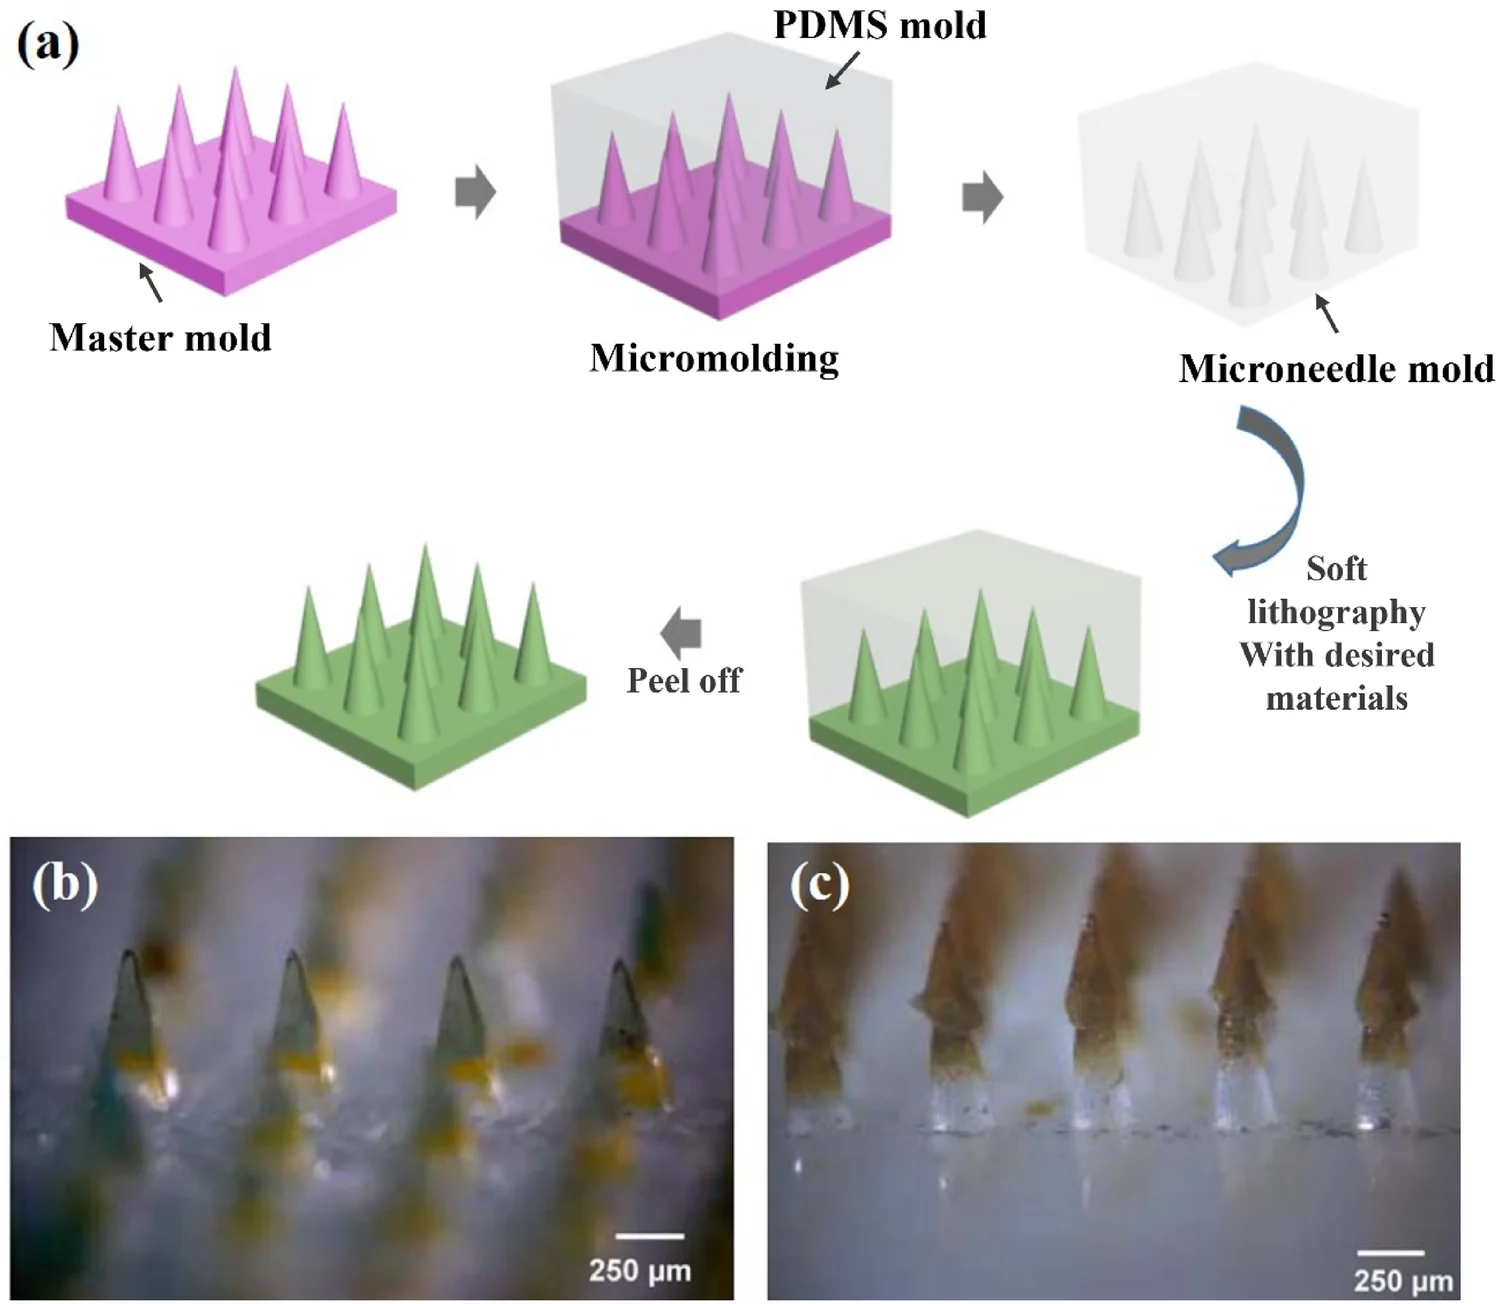 (a)
PDMS mold
Master mold
Micromolding
Microneedle mold
Soft
lithography
With desired
materials
Peel off
(b)
250 μm
(c)
250 μm